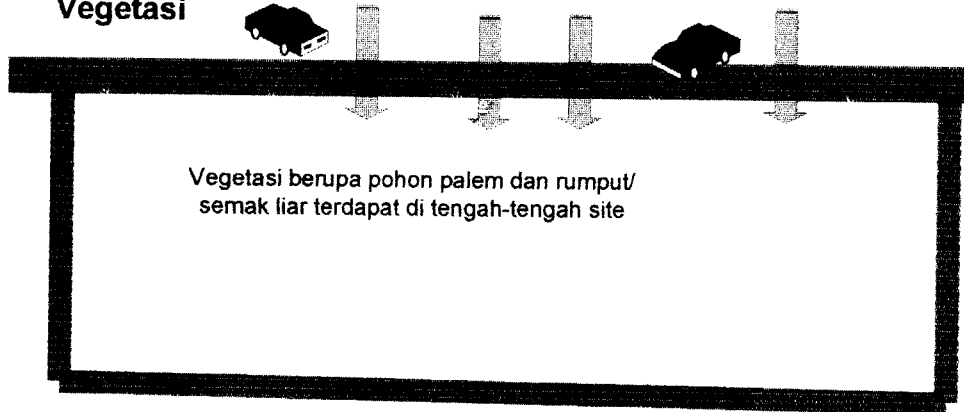 Vegetasi
Vegetasi berupa pohon palem dan rumput/
semak liar terdapat di tengah-tengah site